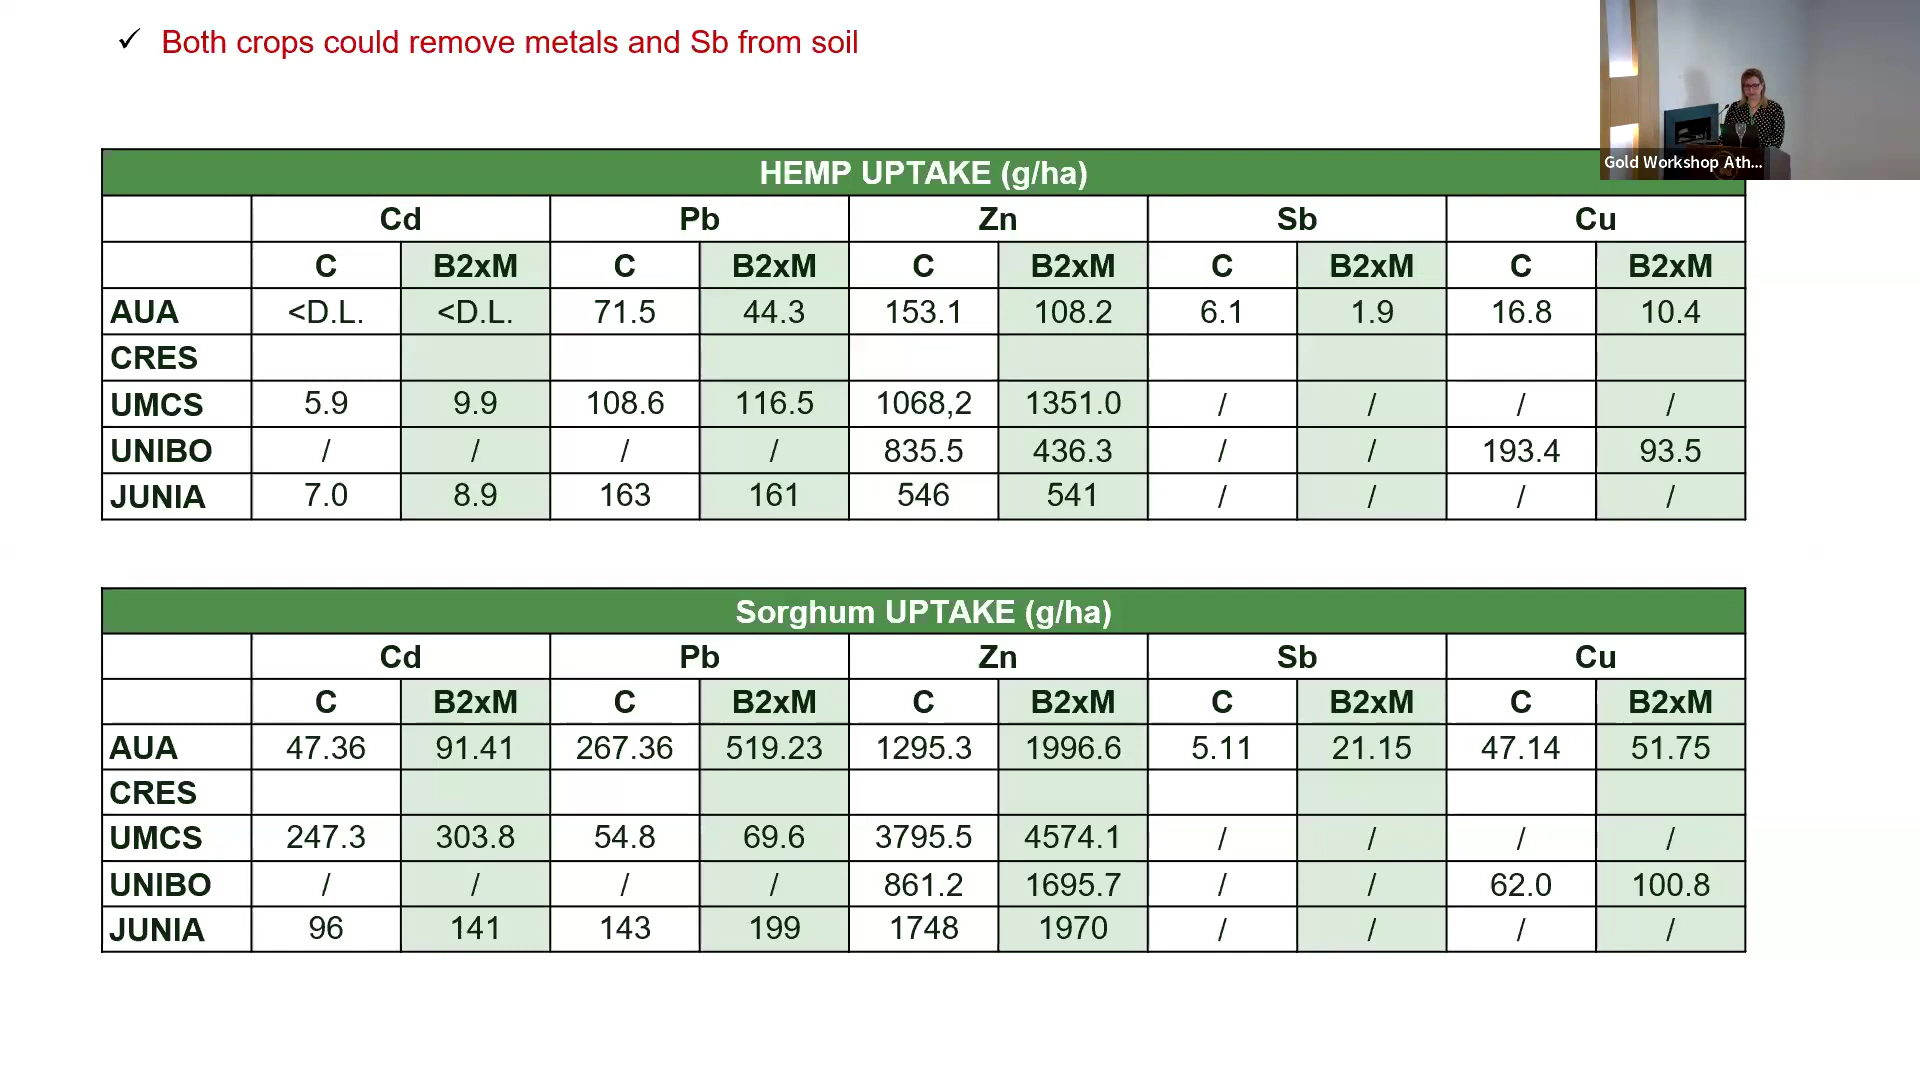 ✓ Both crops could remove metals and Sb from soil
Gold Workshop Ath...
HEMP UPTAKE (g/ha)
Cd Pb Zn Sb Cu
C B2xM C B2xM C B2xM C B2xM C B2xM
AUA <D.L. <D.L. 71.5 44.3 153.1 108.2 6.1 1.9 16.8 10.4
CRES
UMCS 5.9 9.9 108.6 116.5 1068,2 1351.0 / / / /
UNIBO / / / / 835.5 436.3 / / 193.4 93.5
JUNIA 7.0 8.9 163 161 546 541 / / / /
Sorghum UPTAKE (g/ha)
Cd Pb Zn Sb Cu
C B2xM C B2xM C B2xM C B2xM C B2xM
AUA 47.36 91.41 267.36 519.23 1295.3 1996.6 5.11 21.15 47.14 51.75
CRES
UMCS 247.3 303.8 54.8 69.6 3795.5 4574.1 / / / /
UNIBO / / / / 861.2 1695.7 / / 62.0 100.8
JUNIA 96 141 143 199 1748 1970 / / / /